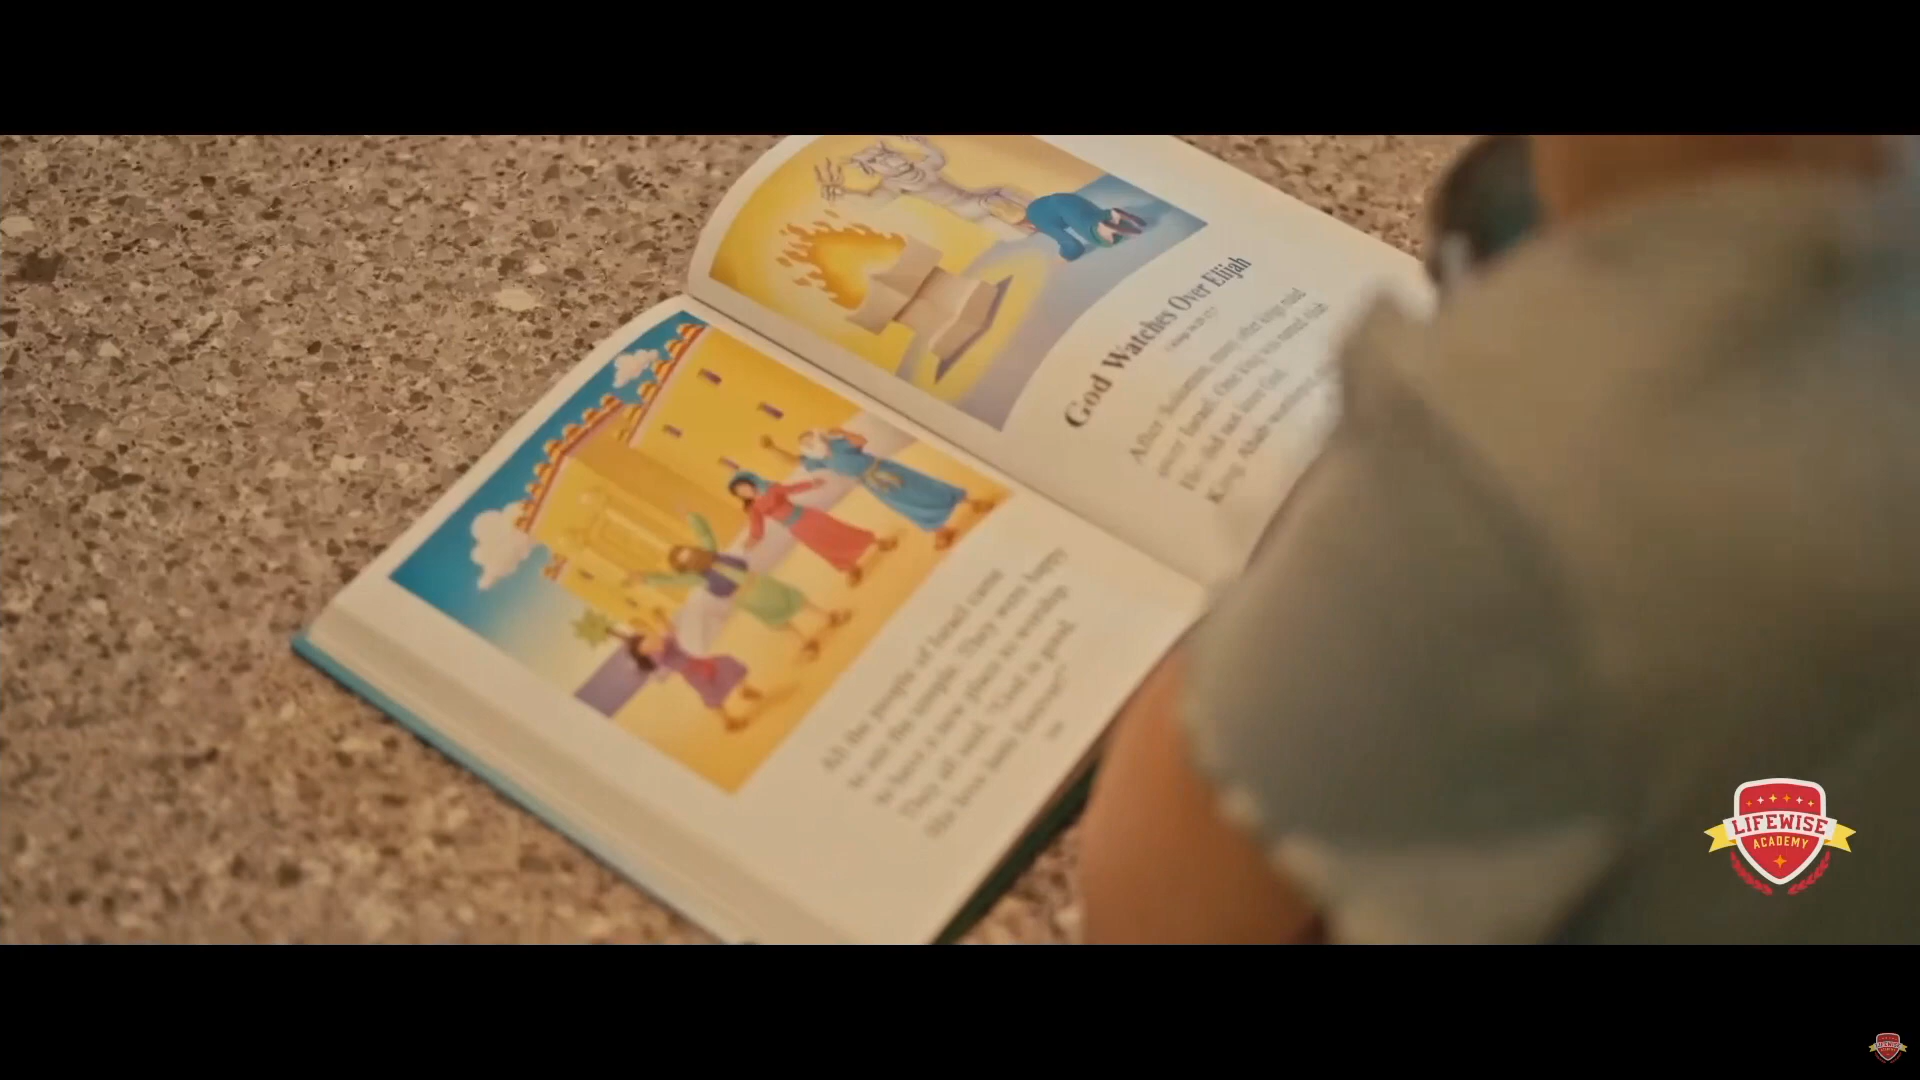 All the people of Israel came
to see the temple. They were happy
to have a new place to worship.
They all said, "God is good.
His love lasts forever!"
God Watches Over Elijah
After Solomon, many other kings ruled
over Israel. One king was named Ahab.
He did not love God.
King Ahab
LIFEWISE
ACADEMY